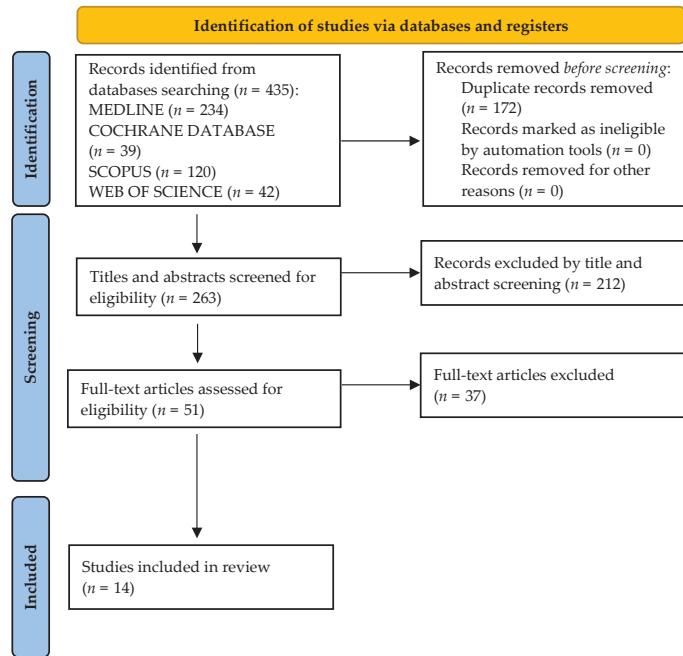 Identification of studies via databases and registers
Identification
Records identified from
databases searching (n = 435):
MEDLINE (n = 234)
COCHRANE DATABASE
(n = 39)
SCOPUS (n = 120)
WEB OF SCIENCE (n = 42)
Records removed before screening:
Duplicate records removed
(n = 172)
Records marked as ineligible
by automation tools (n = 0)
Records removed for other
reasons (n = 0)
Screening
Titles and abstracts screened for
eligibility (n = 263)
Records excluded by title and
abstract screening (n = 212)
Full-text articles assessed for
eligibility (n = 51)
Full-text articles excluded
(n = 37)
Included
Studies included in review
(n = 14)